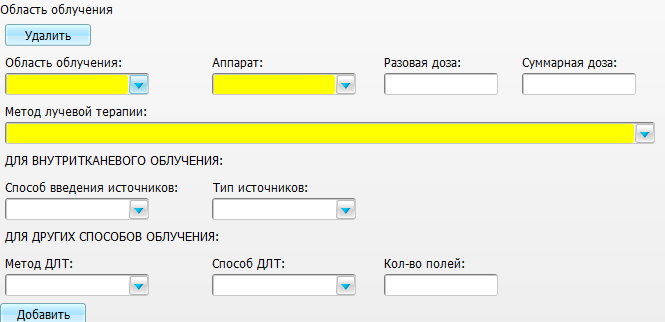 Область облучения
Удалить
Область облучения: Аппарат: Разовая доза: Суммарная доза:
Метод лучевой терапии:
ДЛЯ ВНУТРИТКАНЕВОГО ОБЛУЧЕНИЯ:
Способ введения источников: Тип источников:
ДЛЯ ДРУГИХ СПОСОБОВ ОБЛУЧЕНИЯ:
Метод ДЛТ: Способ ДЛТ: Кол-во полей:
Добавить